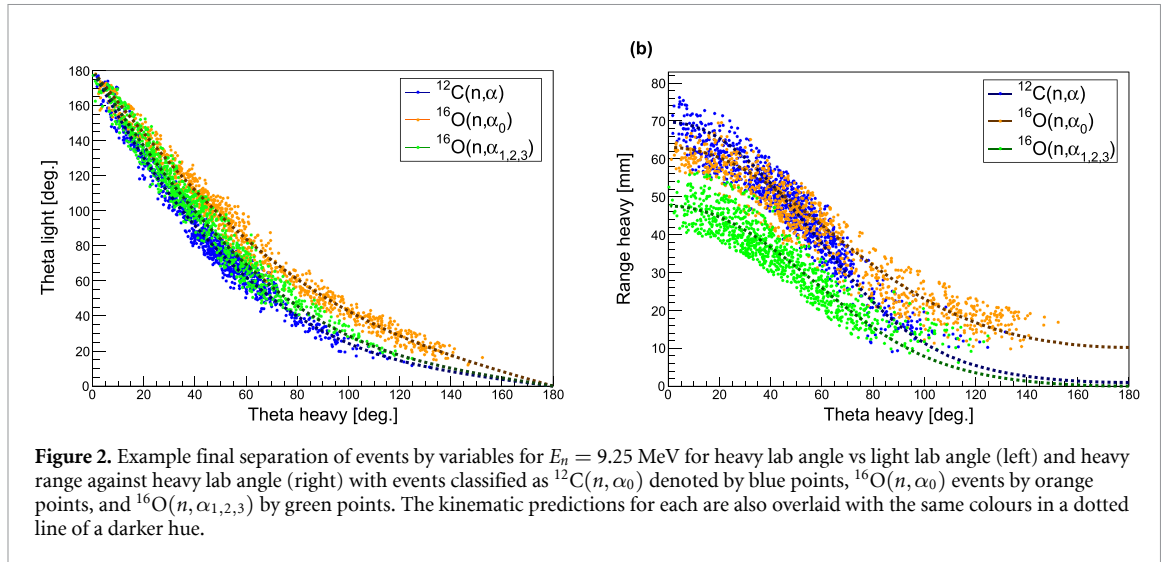 (b)
180
160
140
120
100
80
60
40
20
0
Theta light [deg.]
0 20 40 60 80 100 120 140 160 180
Theta heavy [deg.]
¹²C(n,α)
¹⁶O(n,α₀)
¹⁶O(n,α₁,₂,₃)
80
70
60
50
40
30
20
10
0
Range heavy [mm]
0 20 40 60 80 100 120 140 160 180
Theta heavy [deg.]
¹²C(n,α)
¹⁶O(n,α₀)
¹⁶O(n,α₁,₂,₃)
Figure 2. Example final separation of events by variables for Eₙ = 9.25 MeV for heavy lab angle vs light lab angle (left) and heavy
range against heavy lab angle (right) with events classified as ¹²C(n, α₀) denoted by blue points, ¹⁶O(n, α₀) events by orange
points, and ¹⁶O(n, α₁,₂,₃) by green points. The kinematic predictions for each are also overlaid with the same colours in a dotted
line of a darker hue.